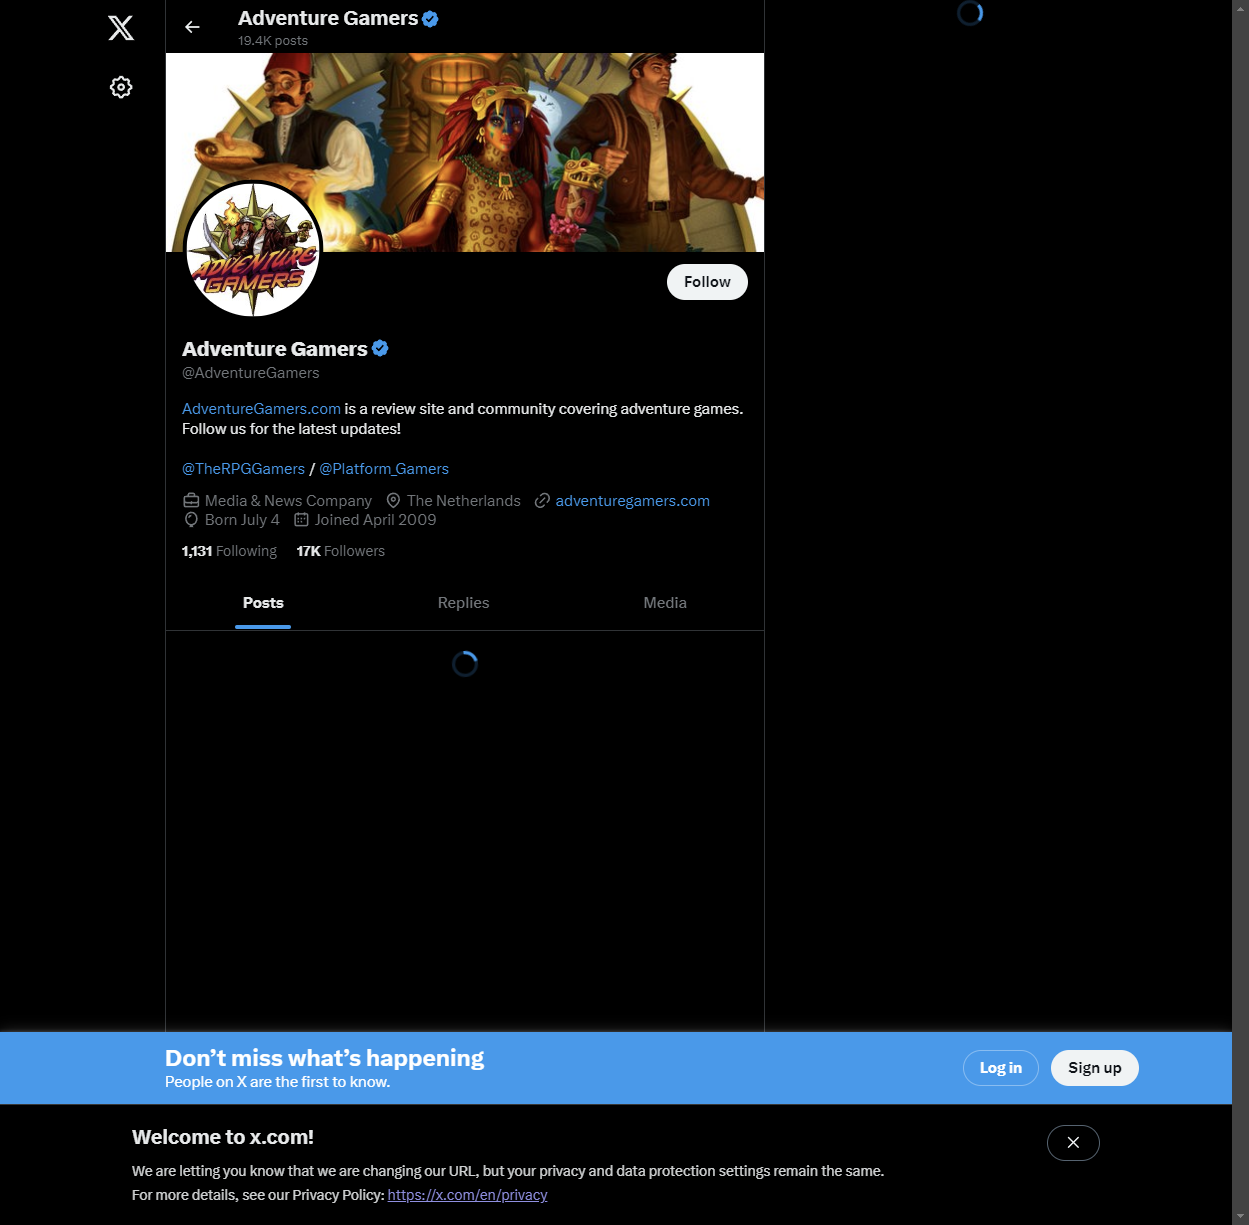 Adventure Gamers
19.4K posts
ADVENTURE
GAMERS
Follow
Adventure Gamers
@AdventureGamers
AdventureGamers.com is a review site and community covering adventure games.
Follow us for the latest updates!
@TheRPGGamers / @Platform_Gamers
Media & News Company The Netherlands adventuregamers.com
Born July 4 Joined April 2009
1,131 Following 17K Followers
Posts Replies Media
Don’t miss what’s happening
People on X are the first to know.
Log in Sign up
Welcome to x.com!
We are letting you know that we are changing our URL, but your privacy and data protection settings remain the same.
For more details, see our Privacy Policy: https://x.com/en/privacy